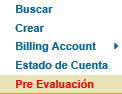 Buscar
Crear
Billing Account
Estado de Cuenta
Pre Evaluación